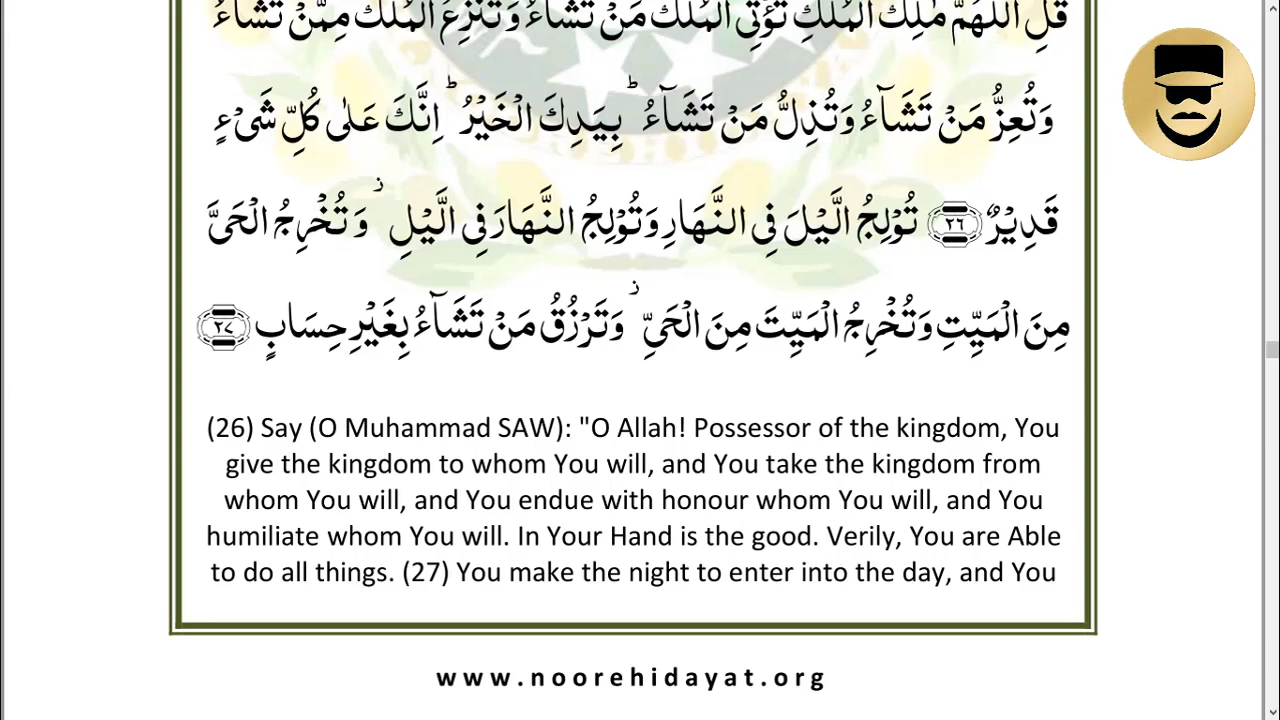 قُلِ اللّٰهُمَّ مٰلِكَ الْمُلْكِ تُؤْتِی الْمُلْكَ مَنْ تَشَآءُ وَتَنْزِعُ الْمُلْكَ مِمَّنْ تَشَآءُ
وَتُعِزُّ مَنْ تَشَآءُ وَتُذِلُّ مَنْ تَشَآءُ ؕ بِیَدِكَ الْخَیْرُ ؕ اِنَّكَ عَلٰی كُلِّ شَیْءٍ
قَدِیْرٌ ﴿۲۶﴾ تُوْلِجُ الَّیْلَ فِی النَّهَارِ وَتُوْلِجُ النَّهَارَ فِی الَّیْلِ ۫ وَتُخْرِجُ الْحَیَّ
مِنَ الْمَیِّتِ وَتُخْرِجُ الْمَیِّتَ مِنَ الْحَیِّ ۫ وَتَرْزُقُ مَنْ تَشَآءُ بِغَیْرِ حِسَابٍ ﴿۲۷﴾
(26) Say (O Muhammad SAW): "O Allah! Possessor of the kingdom, You
give the kingdom to whom You will, and You take the kingdom from
whom You will, and You endue with honour whom You will, and You
humiliate whom You will. In Your Hand is the good. Verily, You are Able
to do all things. (27) You make the night to enter into the day, and You
www.noorehidayat.org